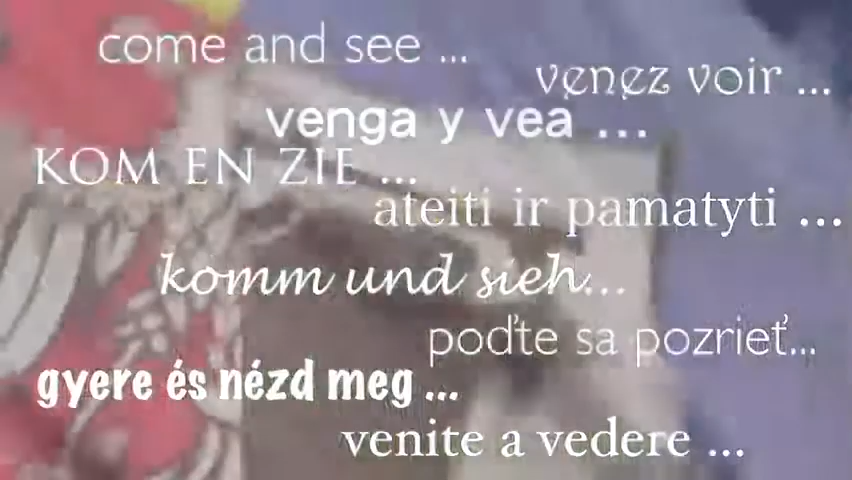 come and see ...
venez voir ...
venga y vea ...
KOM EN ZIE ...
ateiti ir pamatyti ...
komm und sieh...
poďte sa pozrieť...
gyere és nézd meg ...
venite a vedere ...